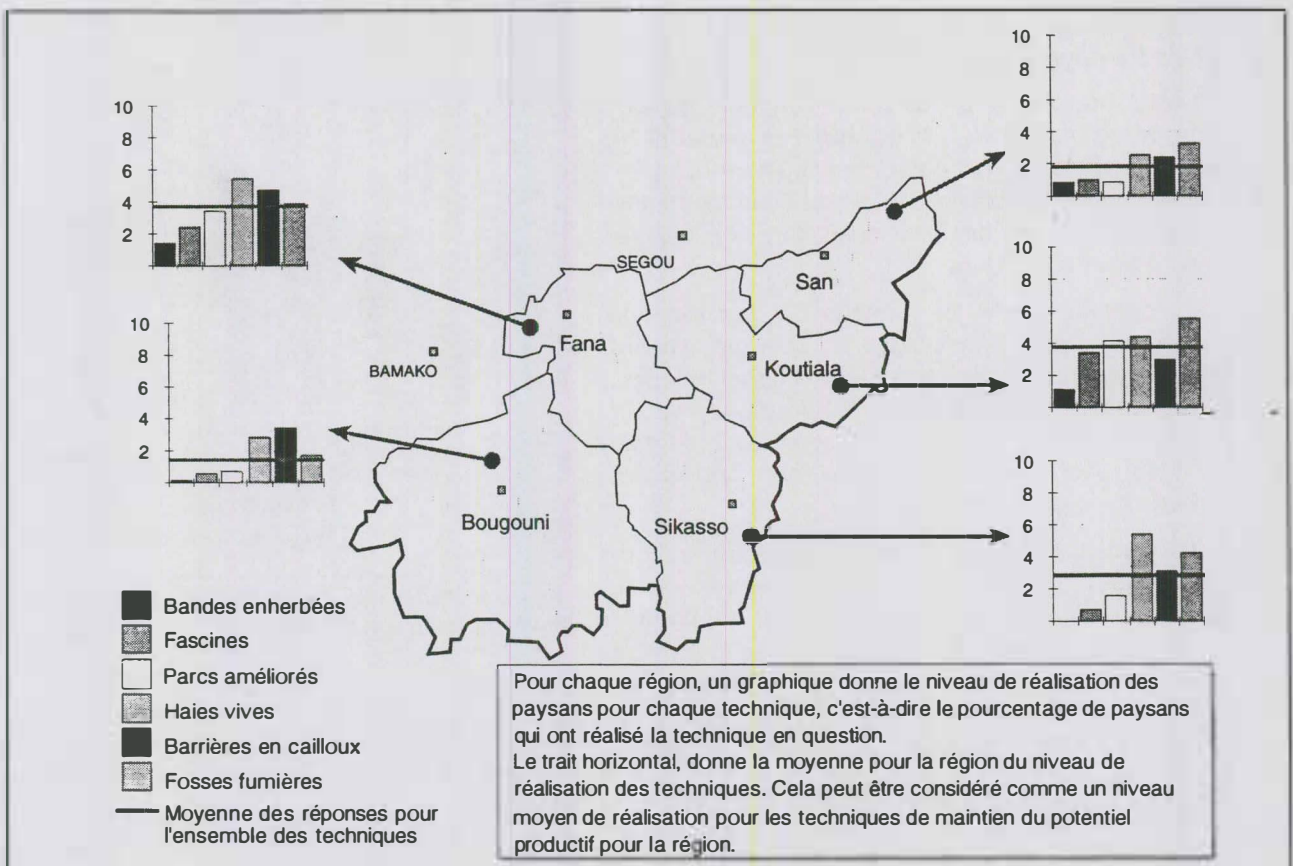 10
8
6
4
2
10
8
6
4
2
10
8
6
4
2
10
8
6
4
2
10
8
6
4
2
SEGOU
San
Fana
BAMAKO
Koutiala
Bougouni
Sikasso
Bandes enherbées
Fascines
Parcs améliorés
Haies vives
Barrières en cailloux
Fosses fumières
Moyenne des réponses pour
l'ensemble des techniques
Pour chaque région, un graphique donne le niveau de réalisation des
paysans pour chaque technique, c'est-à-dire le pourcentage de paysans
qui ont réalisé la technique en question.
Le trait horizontal, donne la moyenne pour la région du niveau de
réalisation des techniques. Cela peut être considéré comme un niveau
moyen de réalisation pour les techniques de maintien du potentiel
productif pour la région.